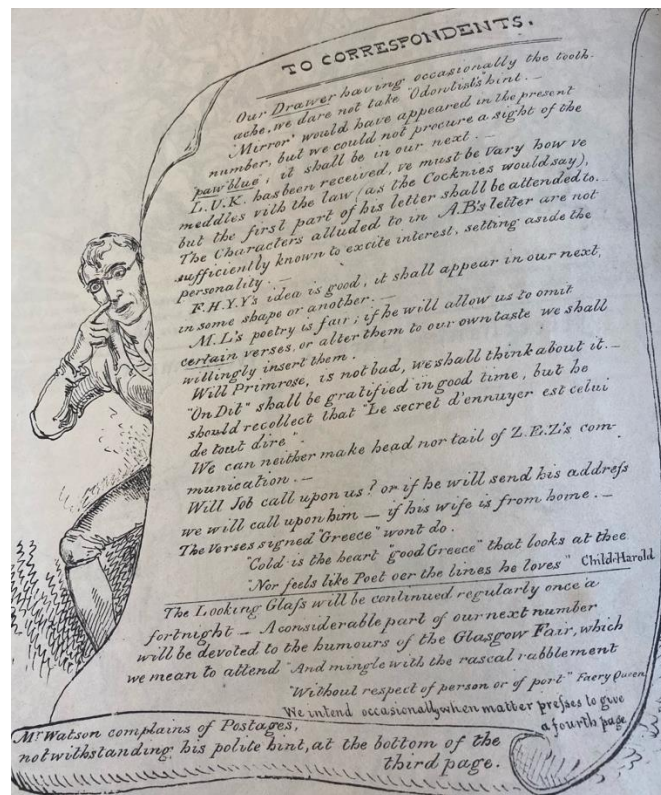 TO CORRESPONDENTS.
Our Drawer having occasionally the tooth-
ache, we dare not take "Odontist's" hint. —
'Mirror' would have appeared in the present
number, but we could not procure a sight of the
"paw blue", it shall be in our next. —
L.U.K. has been received, ve must be vary how ve
meddles vith the law (as the Cocknies would say),
but the first part of his letter shall be attended to. —
The Characters alluded to in A.B's letter are not
sufficiently known to excite interest, setting aside the
personality. —
F.H.Y.Y's idea is good, it shall appear in our next,
in some shape or another. —
M.L's poetry is fair; if he will allow us to omit
certain verses, or alter them to our own taste we shall
willingly insert them.
Will Primrose, is not bad, we shall think about it. —
"On Dit" shall be gratified in good time, but he
should recollect that "Le secret d'ennuyer est celui
de tout dire".
We can neither make head nor tail of Z.E.Z's com-
munication. —
Will Job call upon us? or if he will send his addreſs
we will call upon him — if his wife is from home. —
The Verses signed "Greece" wont do.
"Cold is the heart "good Greece" that looks at thee
"Nor feels like Poet oer the lines he loves" Child Harold
The Looking Glaſs will be continued regularly once a
fortnight — A considerable part of our next number
will be devoted to the humours of the Glasgow Fair, which
we mean to attend "And mingle with the rascal rabblement
"Without respect of person or of port" Faery Queen
We intend occasionally when matter preſses to give
a fourth page
Mr Watson complains of Postages,
notwithstanding his polite hint, at the bottom of the
third page.